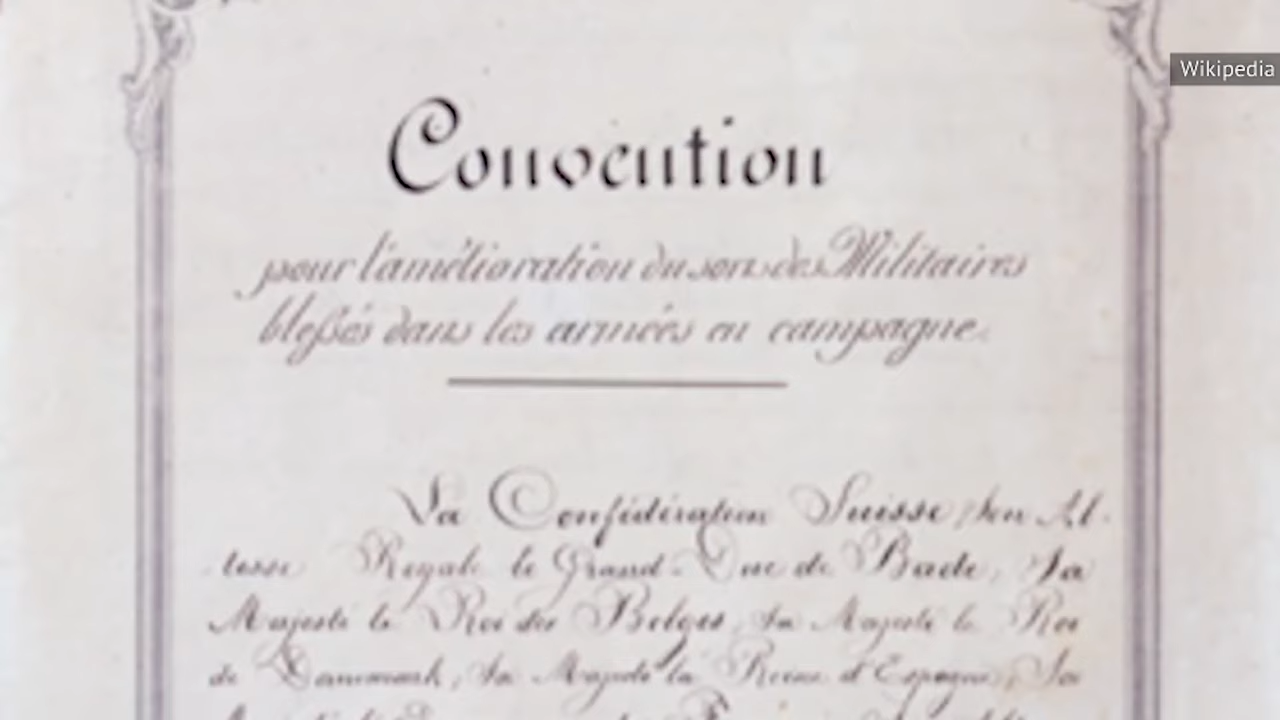 Wikipedia
Convention
pour l'amélioration du sort des Militaires
bleßés dans les armées en campagne.
La Confédération Suisse, Son Al-
tesse Royale le Grand-Duc de Bade, Sa
Majesté le Roi des Belges, Sa Majesté le Roi
de Danemark, Sa Majesté la Reine d'Espagne, Sa